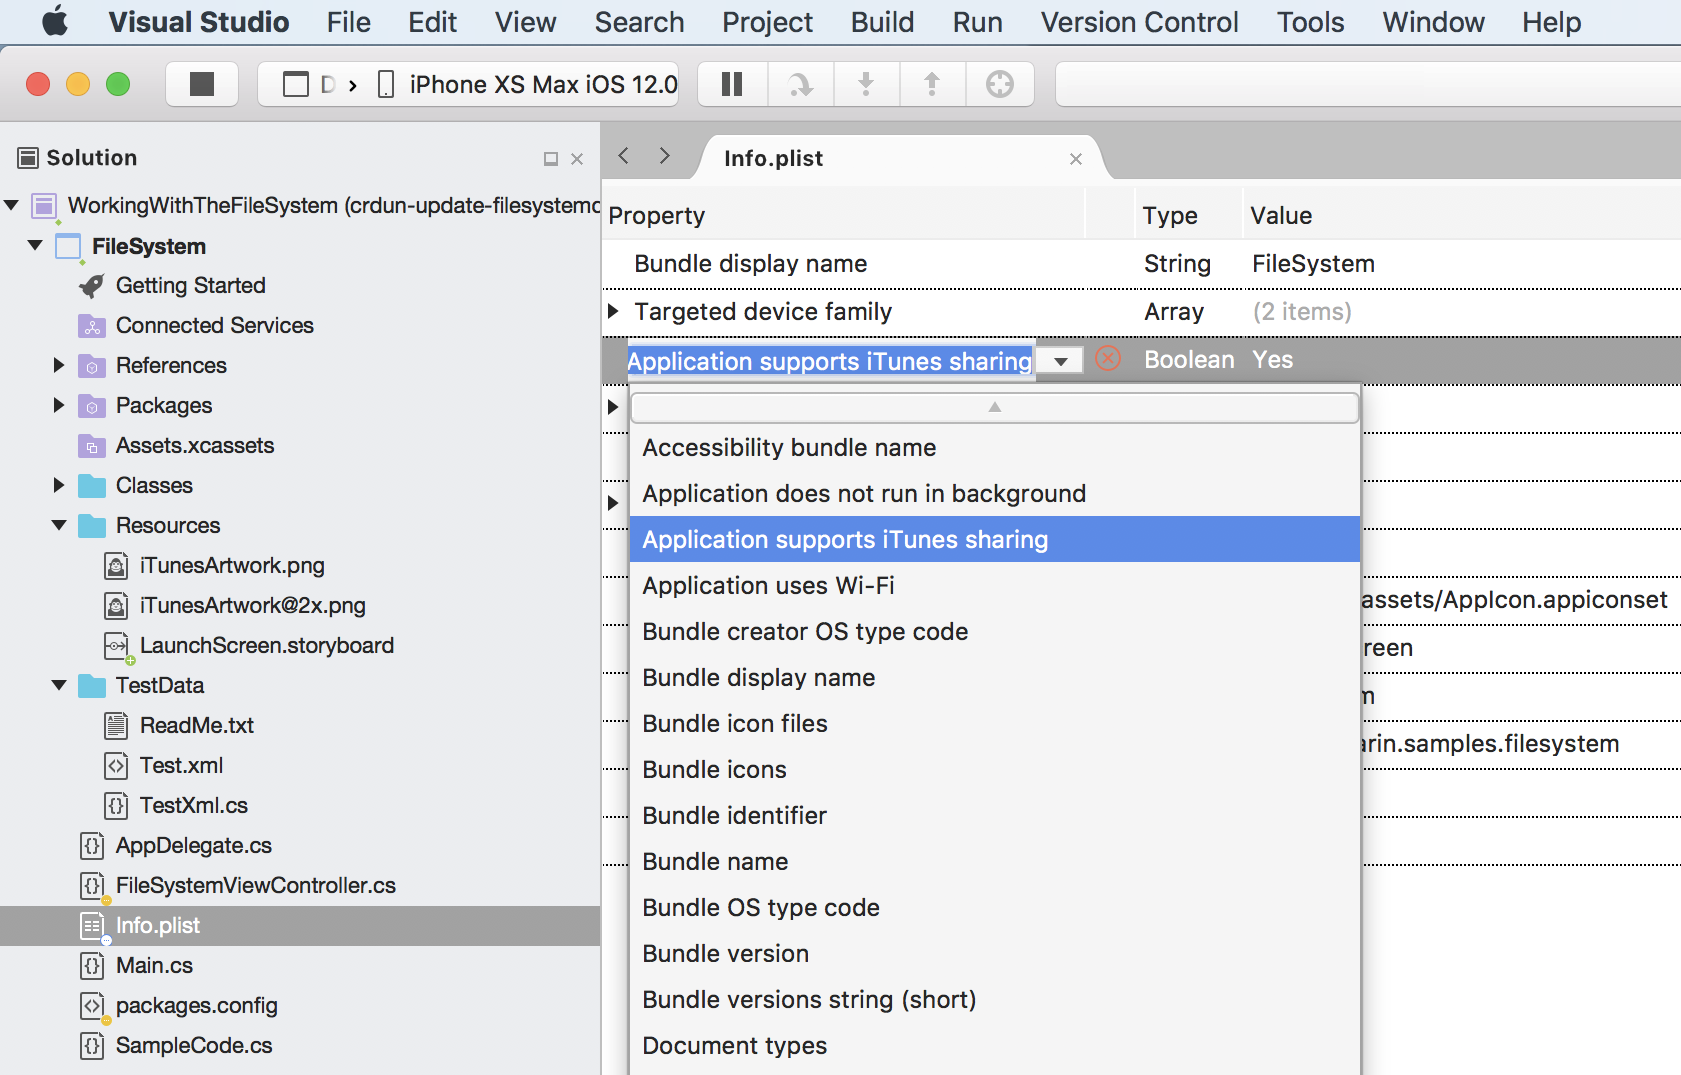 Visual Studio File Edit View Search Project Build Run Version Control Tools Window Help
D › iPhone XS Max iOS 12.0
Solution
WorkingWithTheFileSystem (crdun-update-filesystemd
FileSystem
Getting Started
Connected Services
References
Packages
Assets.xcassets
Classes
Resources
iTunesArtwork.png
iTunesArtwork@2x.png
LaunchScreen.storyboard
TestData
ReadMe.txt
Test.xml
TestXml.cs
AppDelegate.cs
FileSystemViewController.cs
Info.plist
Main.cs
packages.config
SampleCode.cs
Info.plist
Property Type Value
Bundle display name String FileSystem
Targeted device family Array (2 items)
Application supports iTunes sharing Boolean Yes
Accessibility bundle name
Application does not run in background
Application supports iTunes sharing
Application uses Wi-Fi
Bundle creator OS type code
Bundle display name
Bundle icon files
Bundle icons
Bundle identifier
Bundle name
Bundle OS type code
Bundle version
Bundle versions string (short)
Document types
assets/AppIcon.appiconset
reen
m
arin.samples.filesystem